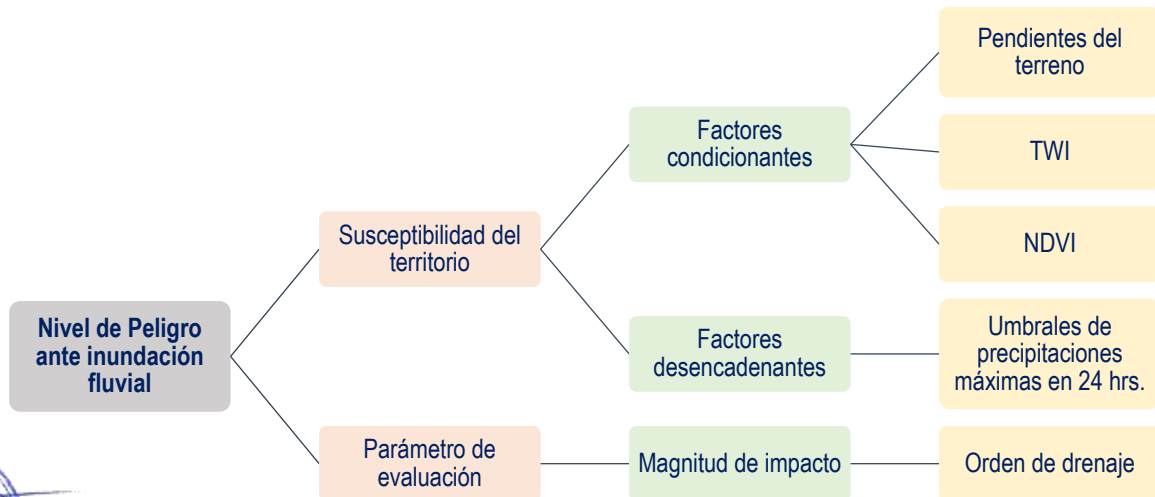 Pendientes del
terreno
Factores
condicionantes
TWI
Susceptibilidad del
territorio
NDVI
Nivel de Peligro
ante inundación
fluvial
Factores
desencadenantes
Umbrales de
precipitaciones
máximas en 24 hrs.
Parámetro de
evaluación
Magnitud de impacto
Orden de drenaje